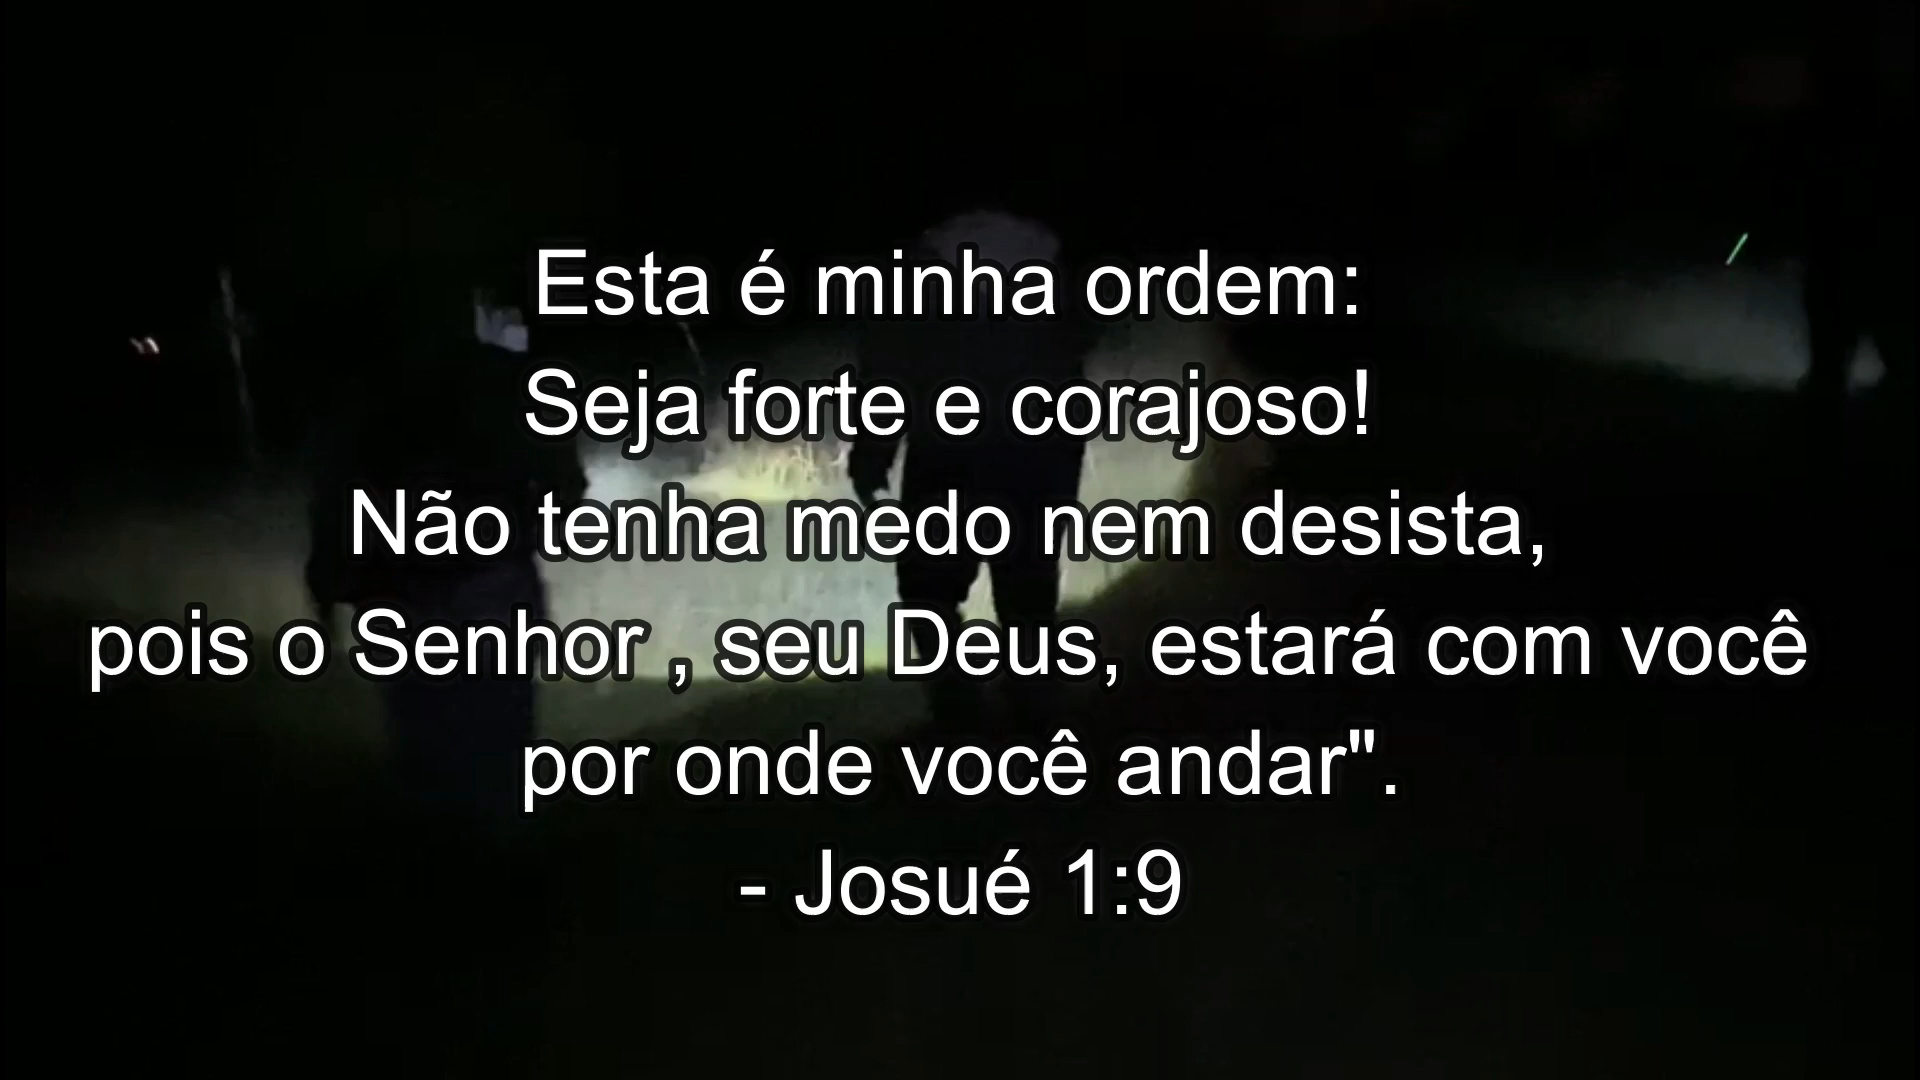 Esta é minha ordem:
Seja forte e corajoso!
Não tenha medo nem desista,
pois o Senhor , seu Deus, estará com você
por onde você andar".
- Josué 1:9